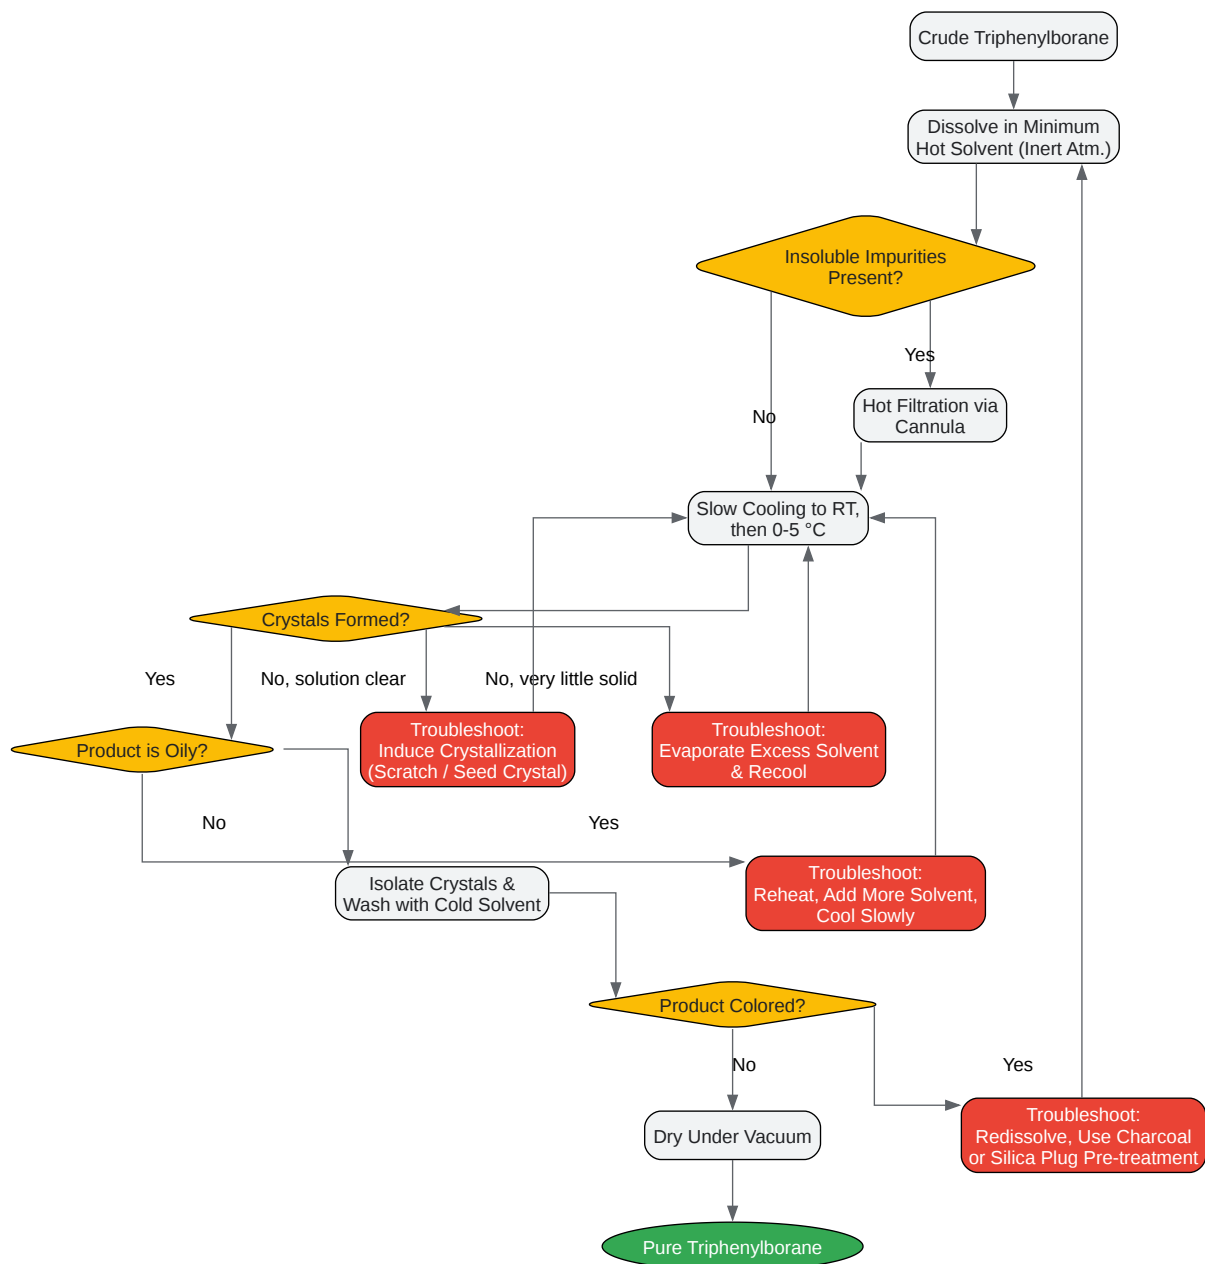 Crude Triphenylborane
Dissolve in Minimum
Hot Solvent (Inert Atm.)
Insoluble Impurities
Present?
Yes
Hot Filtration via
Cannula
No
Slow Cooling to RT,
then 0-5 °C
Crystals Formed?
Yes
No, solution clear
No, very little solid
Product is Oily?
Troubleshoot:
Induce Crystallization
(Scratch / Seed Crystal)
Troubleshoot:
Evaporate Excess Solvent
& Recool
No
Yes
Isolate Crystals &
Wash with Cold Solvent
Troubleshoot:
Reheat, Add More Solvent,
Cool Slowly
Product Colored?
No
Yes
Dry Under Vacuum
Troubleshoot:
Redissolve, Use Charcoal
or Silica Plug Pre-treatment
Pure Triphenylborane